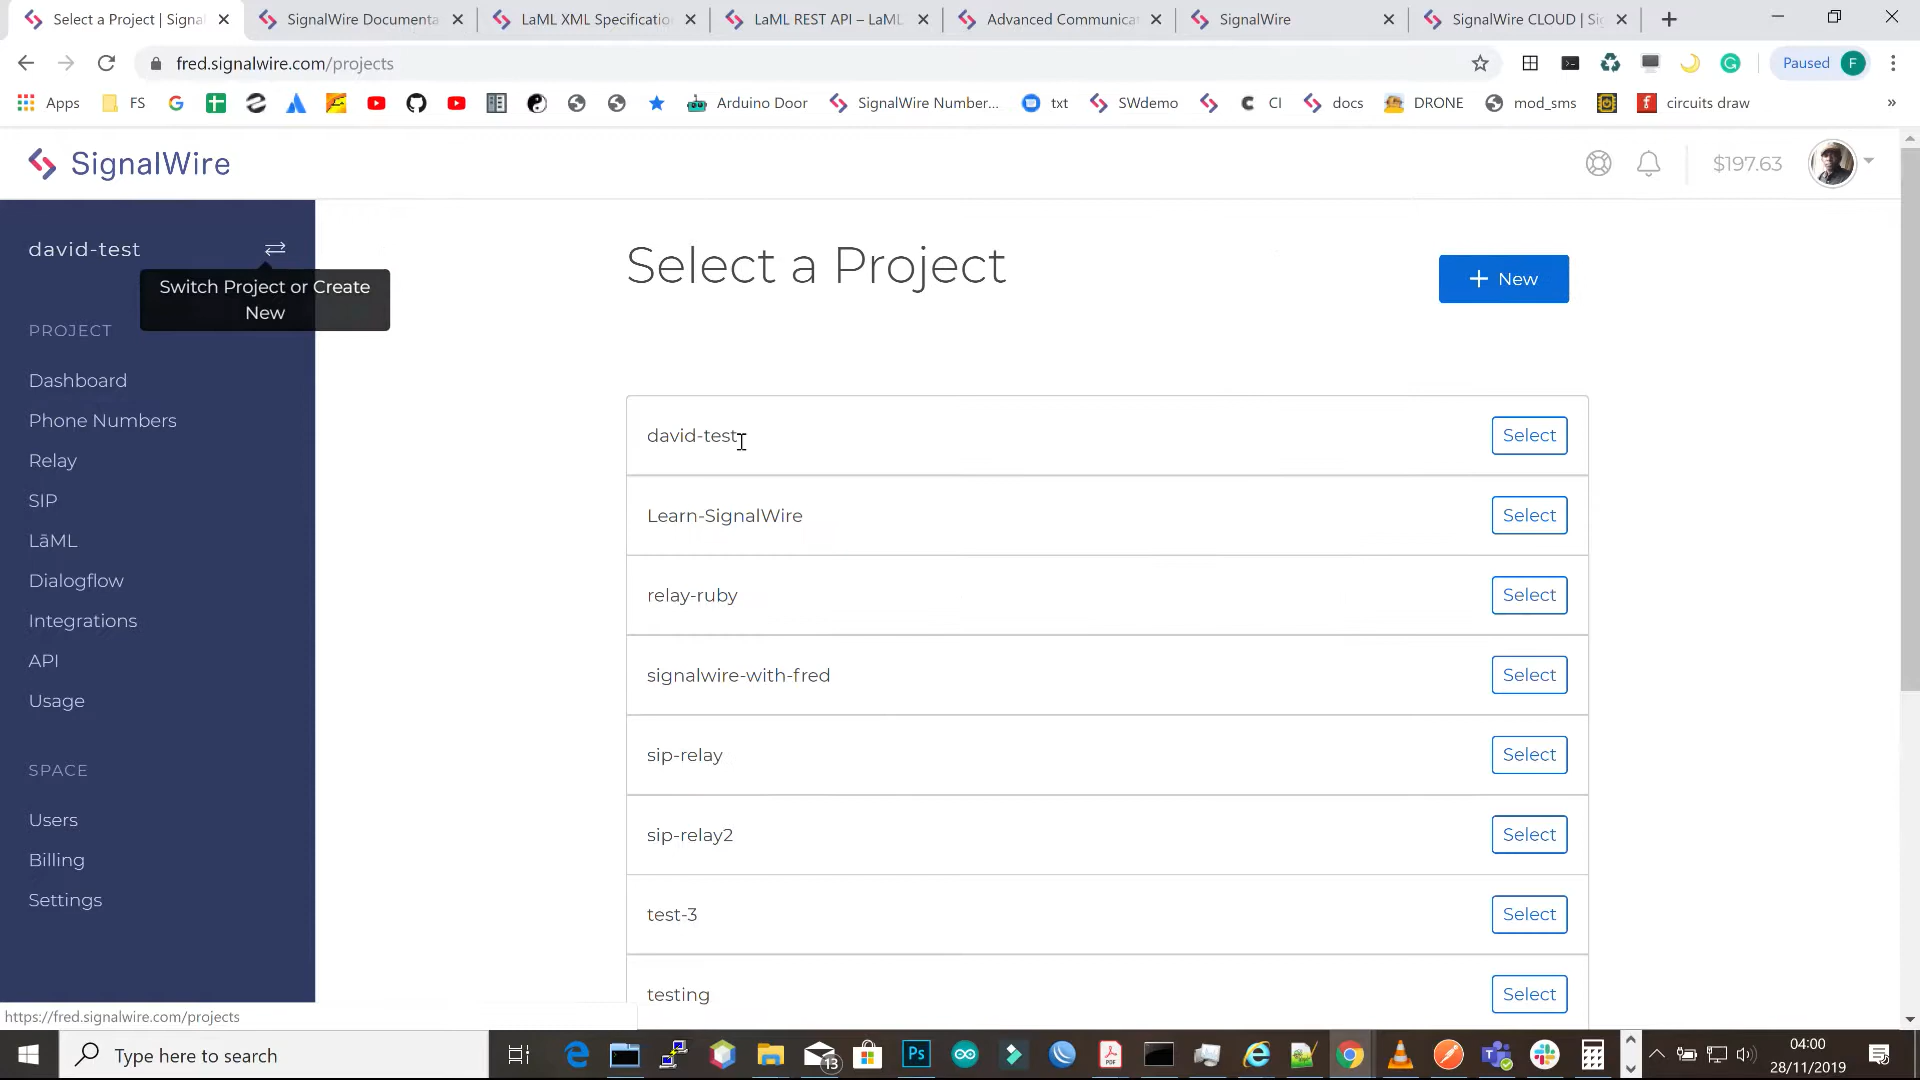 Select a Project | Signal
SignalWire Documenta
LaML XML Specificatio
LaML REST API – LaML
Advanced Communicat
SignalWire
SignalWire CLOUD | Si
fred.signalwire.com/projects
Paused F
Apps
FS
Arduino Door
SignalWire Number...
txt
SWdemo
CI
docs
DRONE
mod_sms
circuits draw
»
SignalWire
$197.63
david-test
Switch Project or Create
New
PROJECT
Dashboard
Phone Numbers
Relay
SIP
LāML
Dialogflow
Integrations
API
Usage
SPACE
Users
Billing
Settings
Select a Project
+ New
david-test Select
Learn-SignalWire Select
relay-ruby Select
signalwire-with-fred Select
sip-relay Select
sip-relay2 Select
test-3 Select
testing Select
https://fred.signalwire.com/projects
Type here to search
13
Ps
04:00
28/11/2019